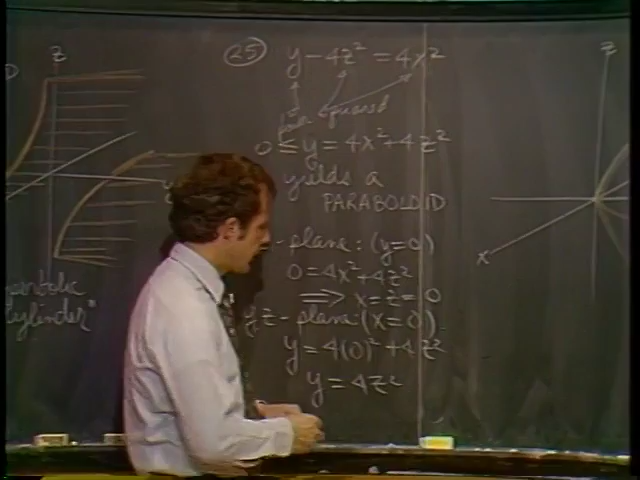 z
25 y - 4z² = 4x²
squared
0 ≤ y = 4x² + 4z²
yields a
PARABOLOID
-plane: (y=0)
0 = 4x² + 4z²
⟹ x = z = 0
yz-plane: (x=0)
y = 4(0)² + 4z²
y = 4z²
cylinder"
z
x